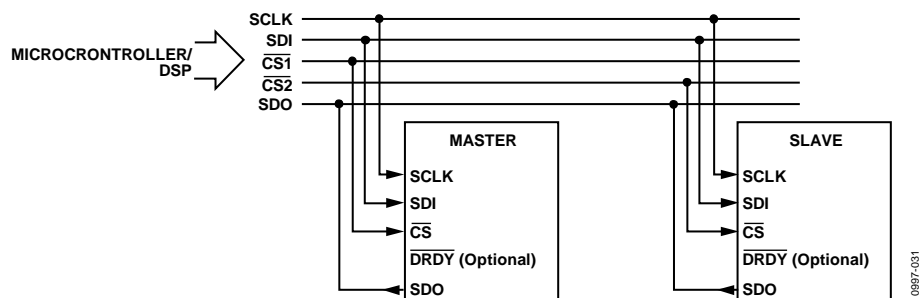 SCLK
SDI
MICROCRONTROLLER/
DSP
CS1
CS2
SDO
MASTER
SCLK
SDI
CS
DRDY (Optional)
SDO
SLAVE
SCLK
SDI
CS
DRDY (Optional)
SDO
0997-031